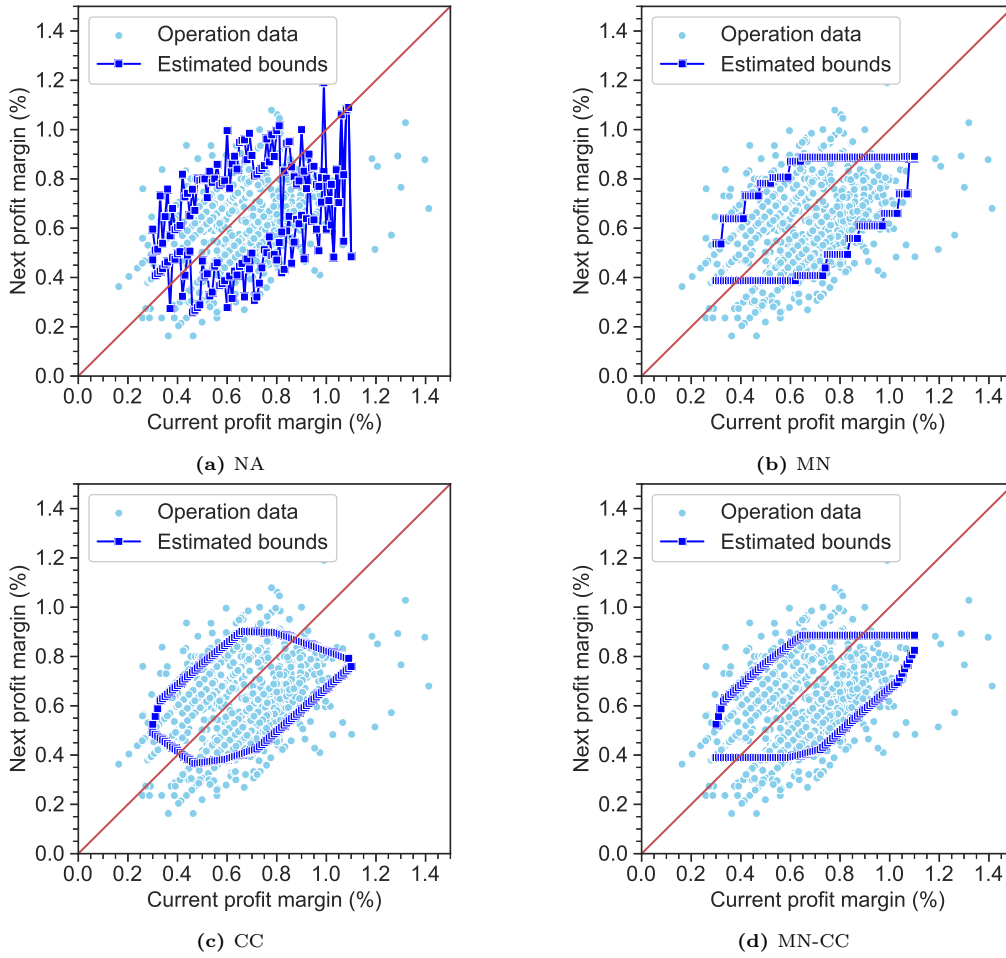 1.4
1.2
1.0
0.8
0.6
0.4
0.2
0.0
Next profit margin (%)
Operation data
Estimated bounds
0.0 0.2 0.4 0.6 0.8 1.0 1.2 1.4
Current profit margin (%)
(a) NA
1.4
1.2
1.0
0.8
0.6
0.4
0.2
0.0
Next profit margin (%)
Operation data
Estimated bounds
0.0 0.2 0.4 0.6 0.8 1.0 1.2 1.4
Current profit margin (%)
(b) MN
1.4
1.2
1.0
0.8
0.6
0.4
0.2
0.0
Next profit margin (%)
Operation data
Estimated bounds
0.0 0.2 0.4 0.6 0.8 1.0 1.2 1.4
Current profit margin (%)
(c) CC
1.4
1.2
1.0
0.8
0.6
0.4
0.2
0.0
Next profit margin (%)
Operation data
Estimated bounds
0.0 0.2 0.4 0.6 0.8 1.0 1.2 1.4
Current profit margin (%)
(d) MN-CC